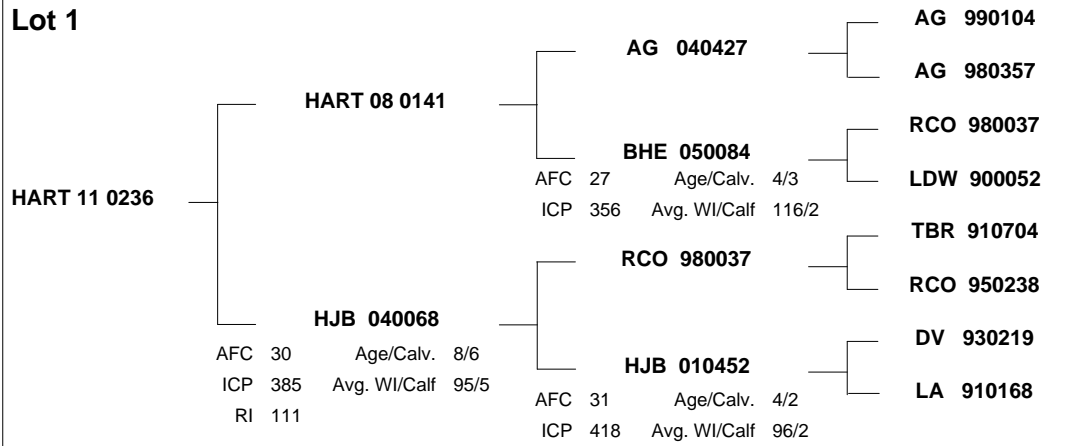 Lot 1
AG 990104
AG 040427
AG 980357
HART 08 0141
RCO 980037
BHE 050084
AFC 27 Age/Calv. 4/3
LDW 900052
HART 11 0236
ICP 356 Avg. WI/Calf 116/2
TBR 910704
RCO 980037
RCO 950238
HJB 040068
DV 930219
AFC 30 Age/Calv. 8/6
HJB 010452
ICP 385 Avg. WI/Calf 95/5
LA 910168
AFC 31 Age/Calv. 4/2
RI 111
ICP 418 Avg. WI/Calf 96/2